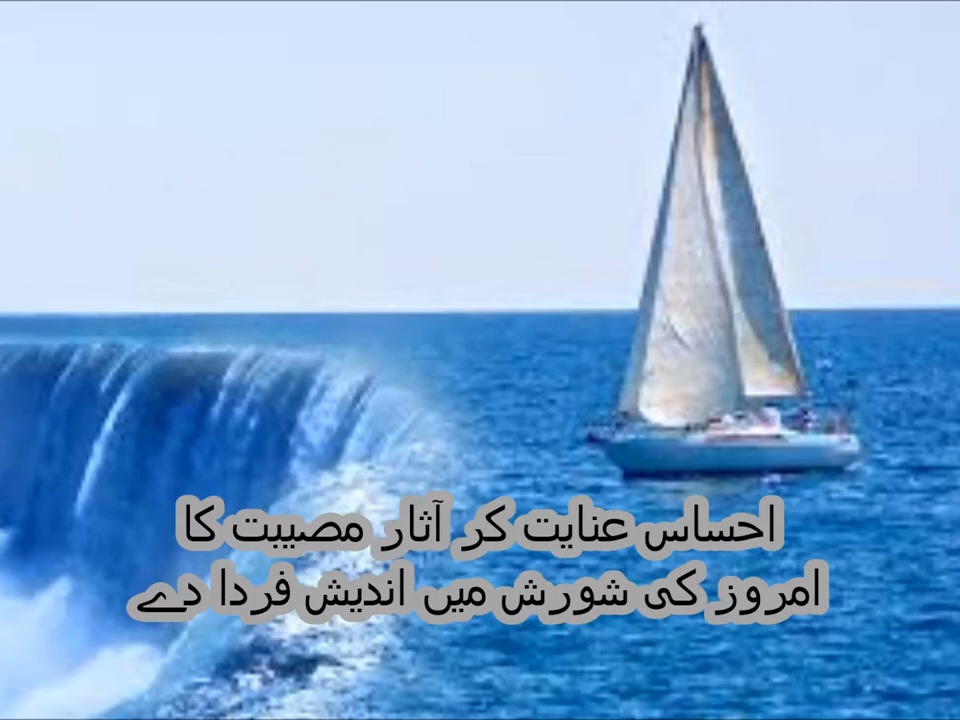 احساس عنایت کر آثار مصیبت کا
امروز کی شورش میں اندیش فردا دے